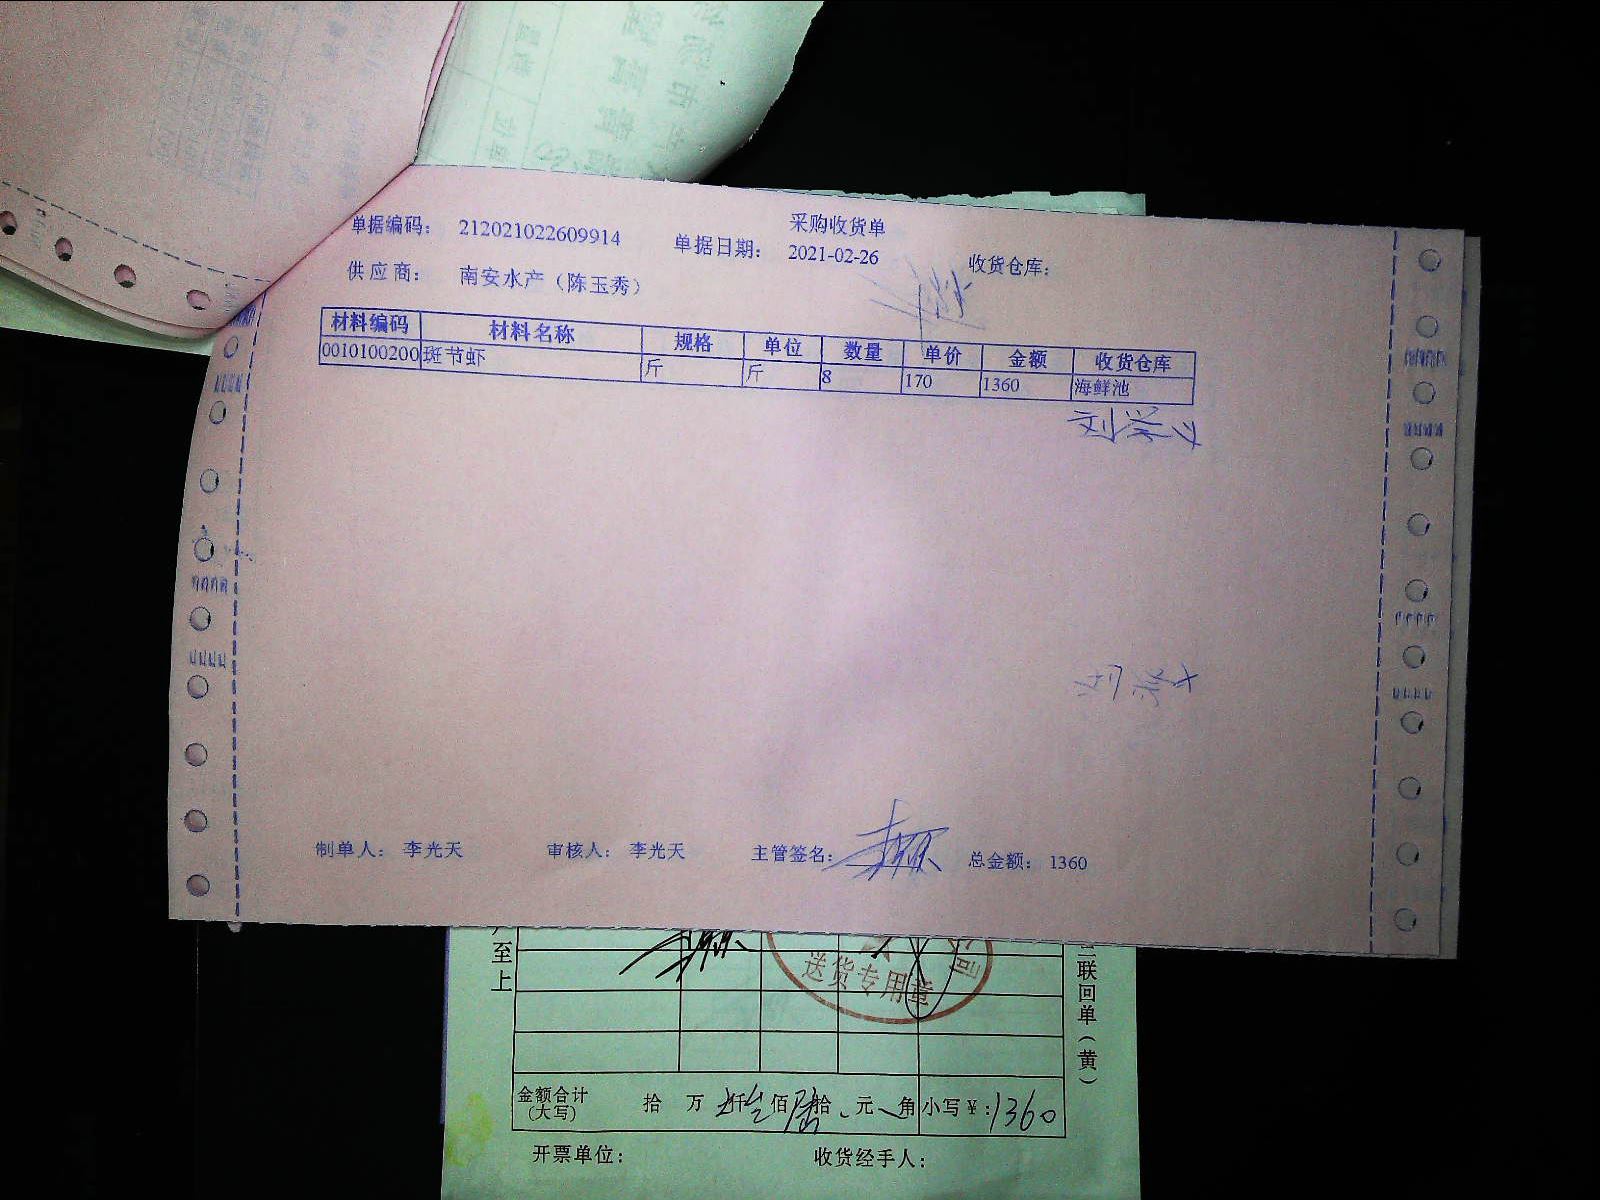 采购收货单
单据编码： 212021022609914 单据日期： 2021-02-26 收货仓库：
供应商： 南安水产（陈玉秀）
材料编码 材料名称 规格 单位 数量 单价 金额 收货仓库
0010100200 斑节虾 斤 斤 8 170 1360 海鲜池
制单人： 李光天 审核人： 李光天 主管签名： 总金额： 1360
至上
送货专用章
联回单（黄）
金额合计（大写） 拾 万 仟 佰 拾 元 角 小写￥：1360
开票单位： 收货经手人：